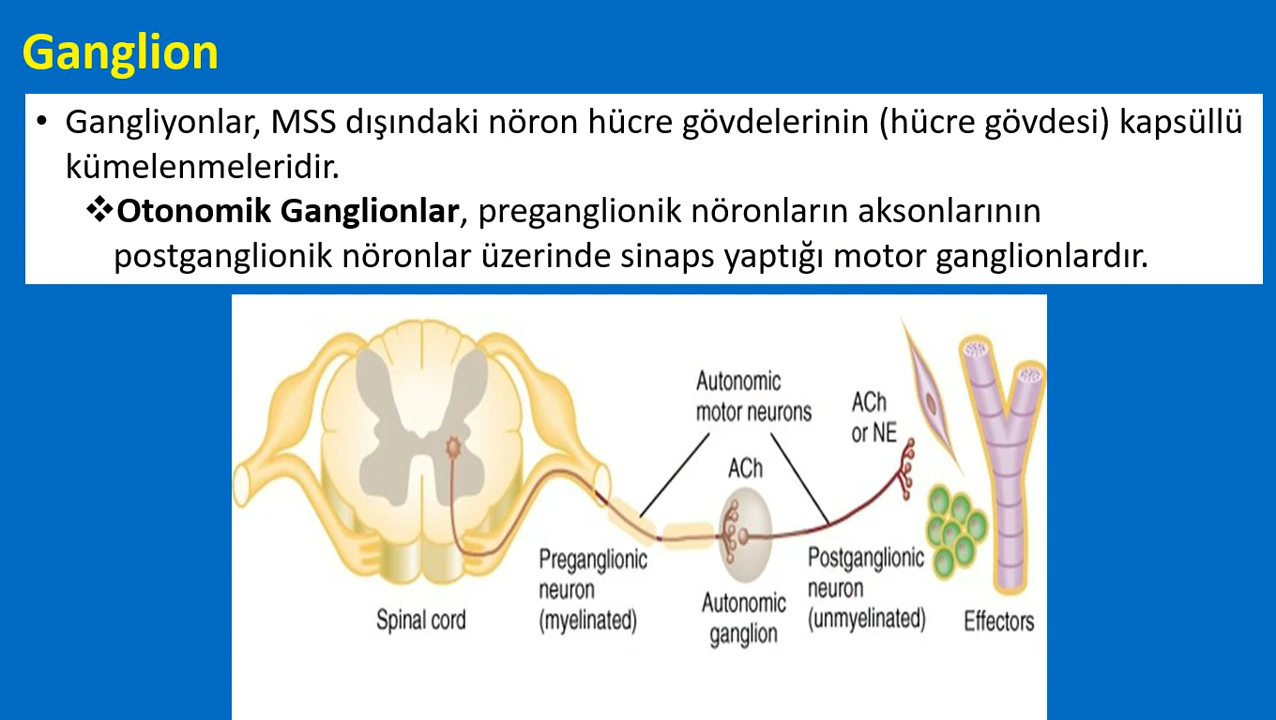 Ganglion
• Gangliyonlar, MSS dışındaki nöron hücre gövdelerinin (hücre gövdesi) kapsüllü
kümelenmeleridir.
❖Otonomik Ganglionlar, preganglionik nöronların aksonlarının
postganglionik nöronlar üzerinde sinaps yaptığı motor ganglionlardır.
Autonomic
motor neurons
ACh
or NE
ACh
Preganglionic
neuron
(myelinated)
Postganglionic
neuron
(unmyelinated)
Autonomic
ganglion
Spinal cord
Effectors